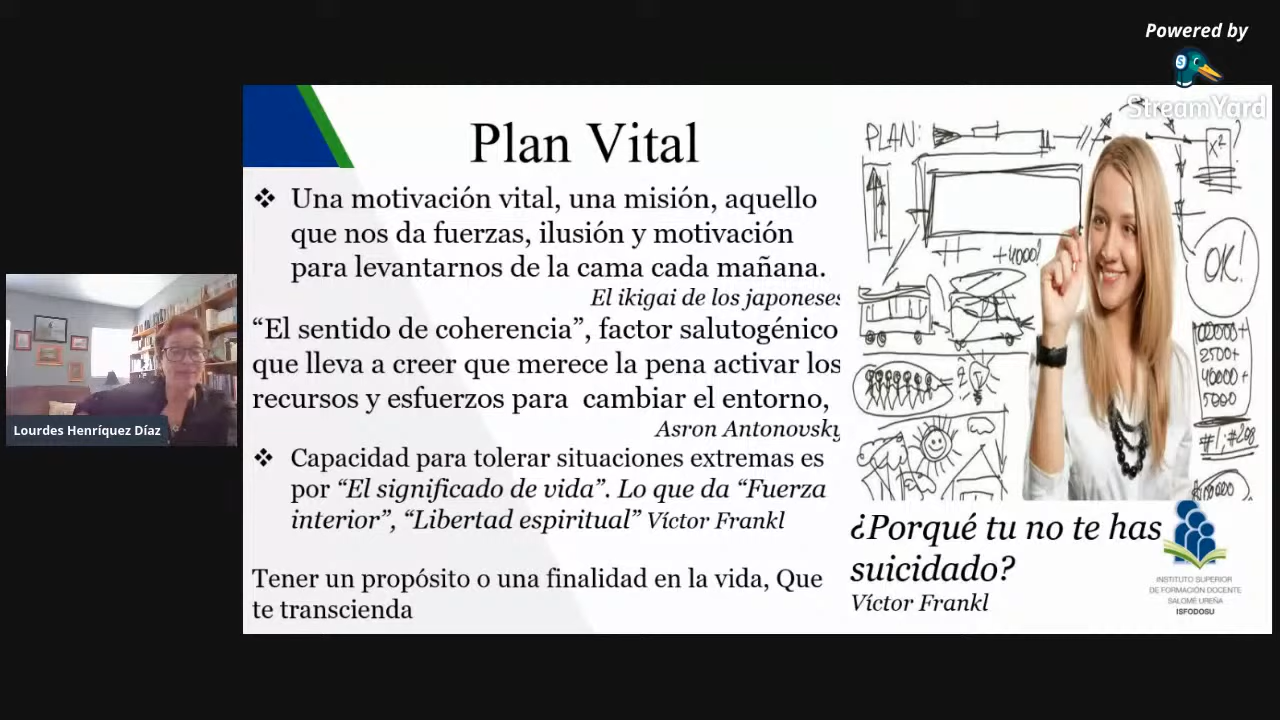 Powered by
StreamYard
Plan Vital
❖ Una motivación vital, una misión, aquello
que nos da fuerzas, ilusión y motivación
para levantarnos de la cama cada mañana.
El ikigai de los japoneses
“El sentido de coherencia”, factor salutogénico
que lleva a creer que merece la pena activar los
recursos y esfuerzos para cambiar el entorno,
Asron Antonovsky
❖ Capacidad para tolerar situaciones extremas es
por “El significado de vida”. Lo que da “Fuerza
interior”, “Libertad espiritual” Víctor Frankl
Tener un propósito o una finalidad en la vida, Que
te transcienda
PLAN:
X²
?
+4000!
OK!
2500+
40000+
5000
¿Porqué tu no te has
suicidado?
Víctor Frankl
INSTITUTO SUPERIOR
DE FORMACIÓN DOCENTE
SALOMÉ UREÑA
ISFODOSU
Lourdes Henríquez Díaz